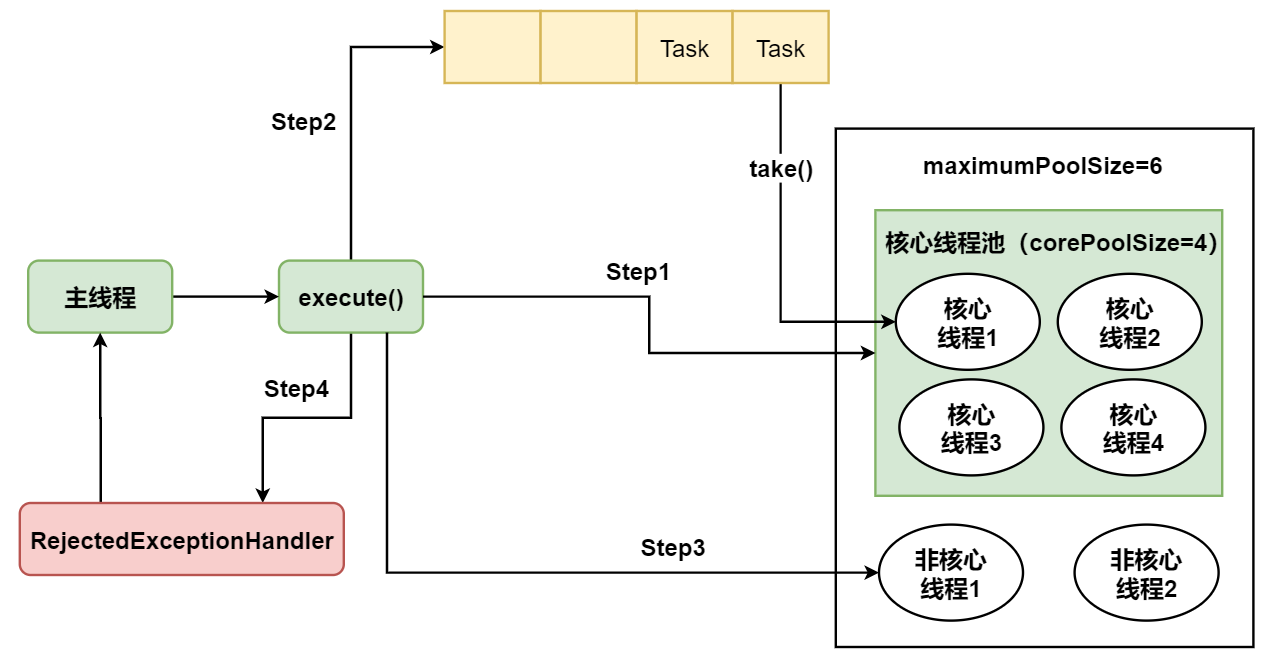 Task
Task
Step2
take()
maximumPoolSize=6
核心线程池（corePoolSize=4）
Step1
主线程
execute()
核心
线程1
核心
线程2
Step4
核心
线程3
核心
线程4
RejectedExceptionHandler
Step3
非核心
线程1
非核心
线程2